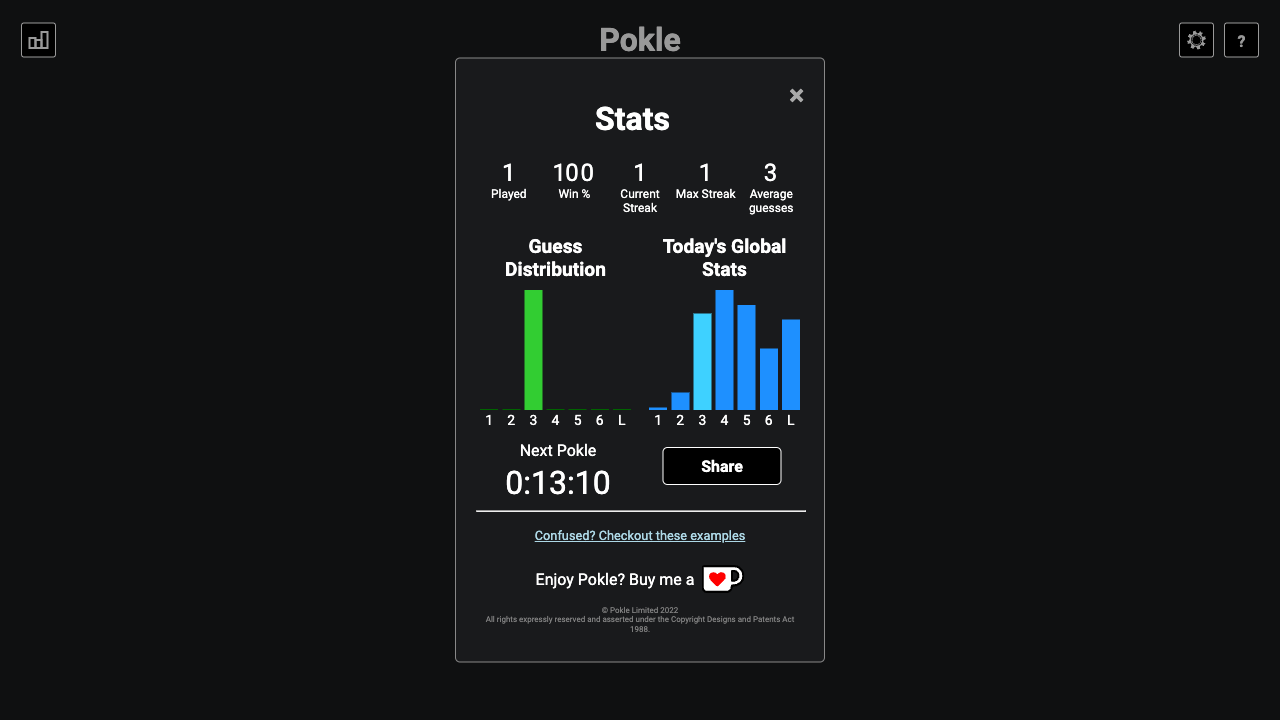 Pokle
?
Stats
1 100 1 1 3
Played Win % Current Streak Max Streak Average guesses
Guess Distribution
Today's Global Stats
1 2 3 4 5 6 L
1 2 3 4 5 6 L
Next Pokle
0:13:10
Share
Confused? Checkout these examples
Enjoy Pokle? Buy me a
© Pokle Limited 2022
All rights expressly reserved and asserted under the Copyright Designs and Patents Act
1988.